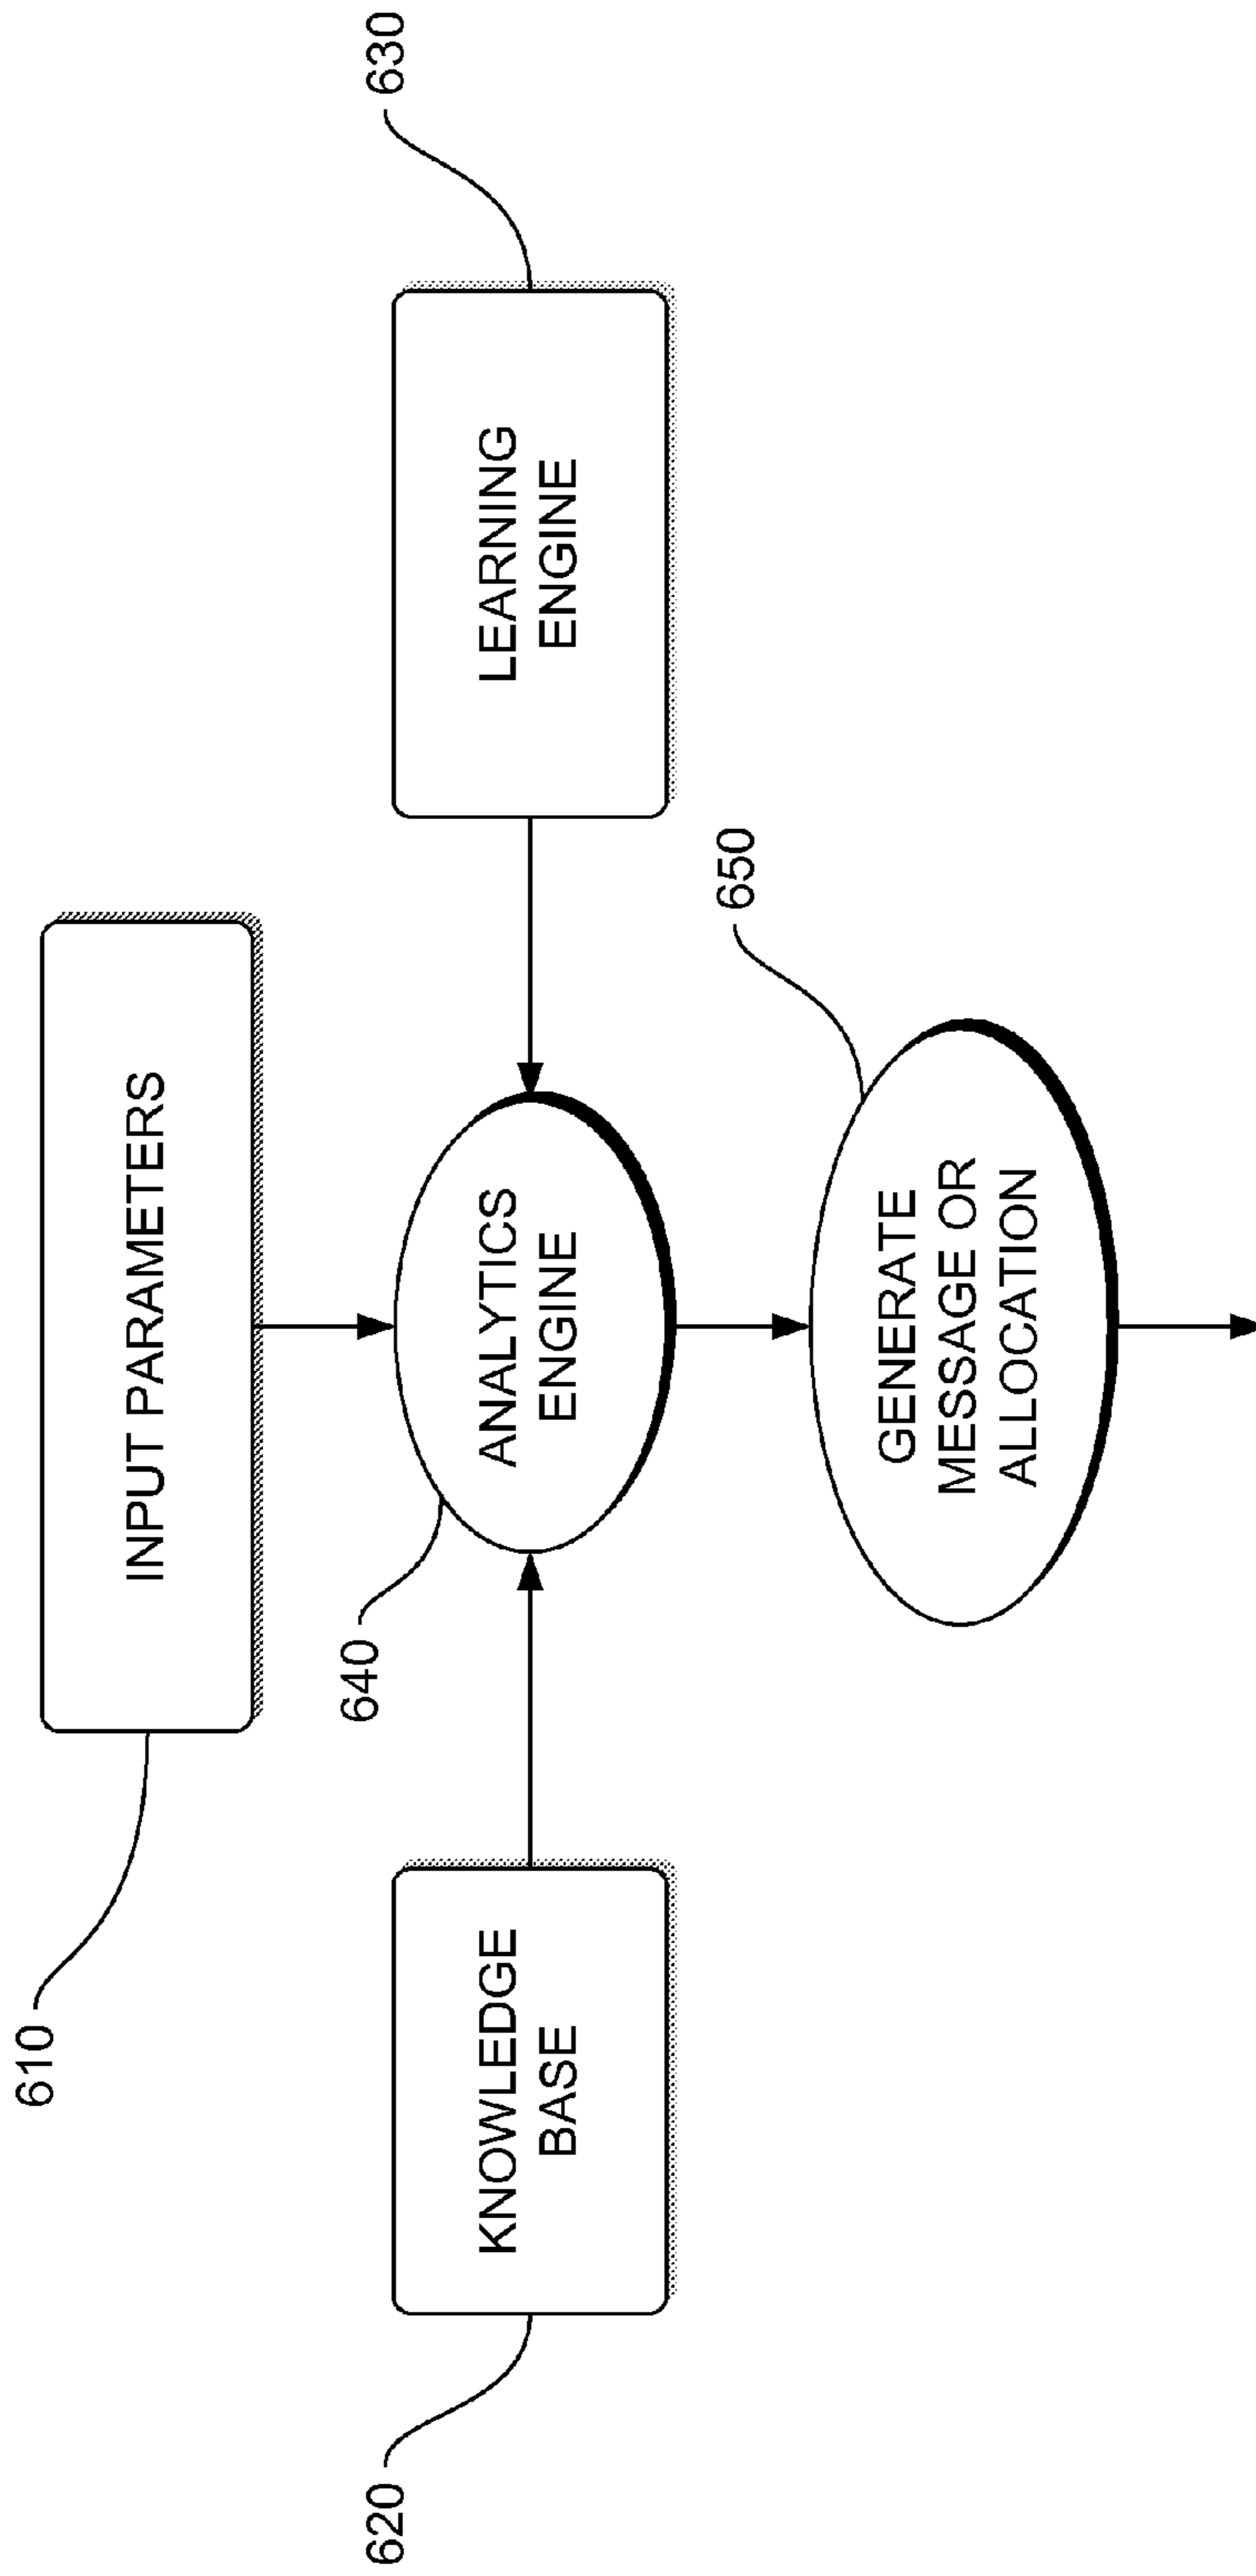 610
INPUT PARAMETERS
620
KNOWLEDGE
BASE
640
ANALYTICS
ENGINE
LEARNING
ENGINE
630
650
GENERATE
MESSAGE OR
ALLOCATION